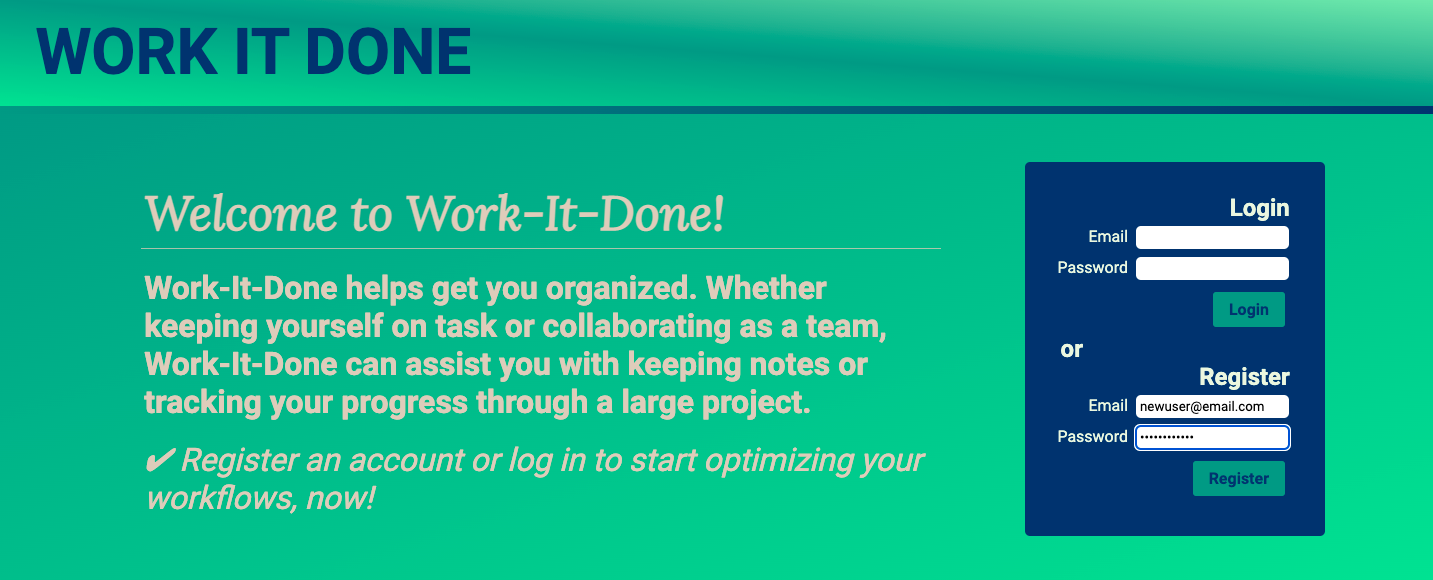 WORK IT DONE
Welcome to Work-It-Done!
Work-It-Done helps get you organized. Whether
keeping yourself on task or collaborating as a team,
Work-It-Done can assist you with keeping notes or
tracking your progress through a large project.
✔ Register an account or log in to start optimizing your
workflows, now!
Login
Email
Password
Login
or
Register
Email newuser@email.com
Password ••••••••••••
Register